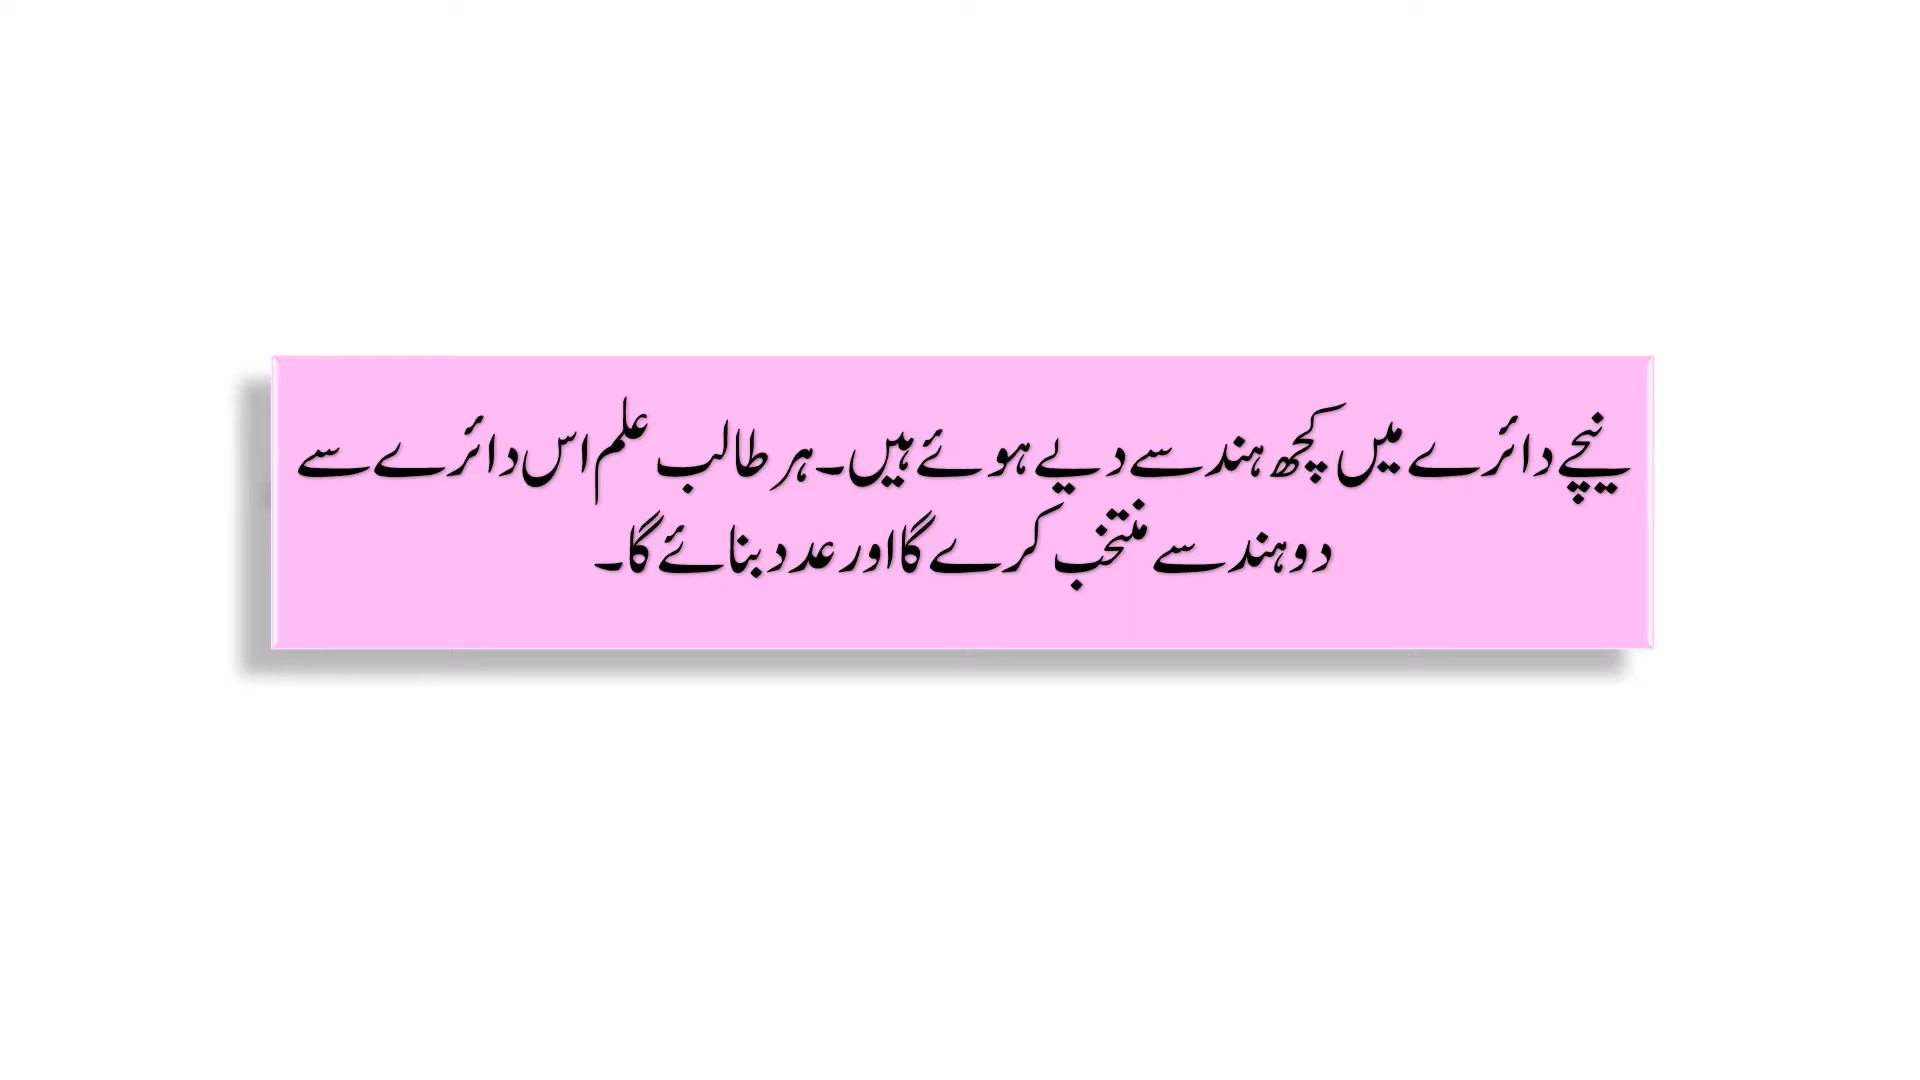 نیچے دائرے میں کچھ ہندسے دیے ہوئے ہیں۔ ہر طالب علم اس دائرے سے
دو ہندسے منتخب کرے گا اور عدد بنائے گا۔